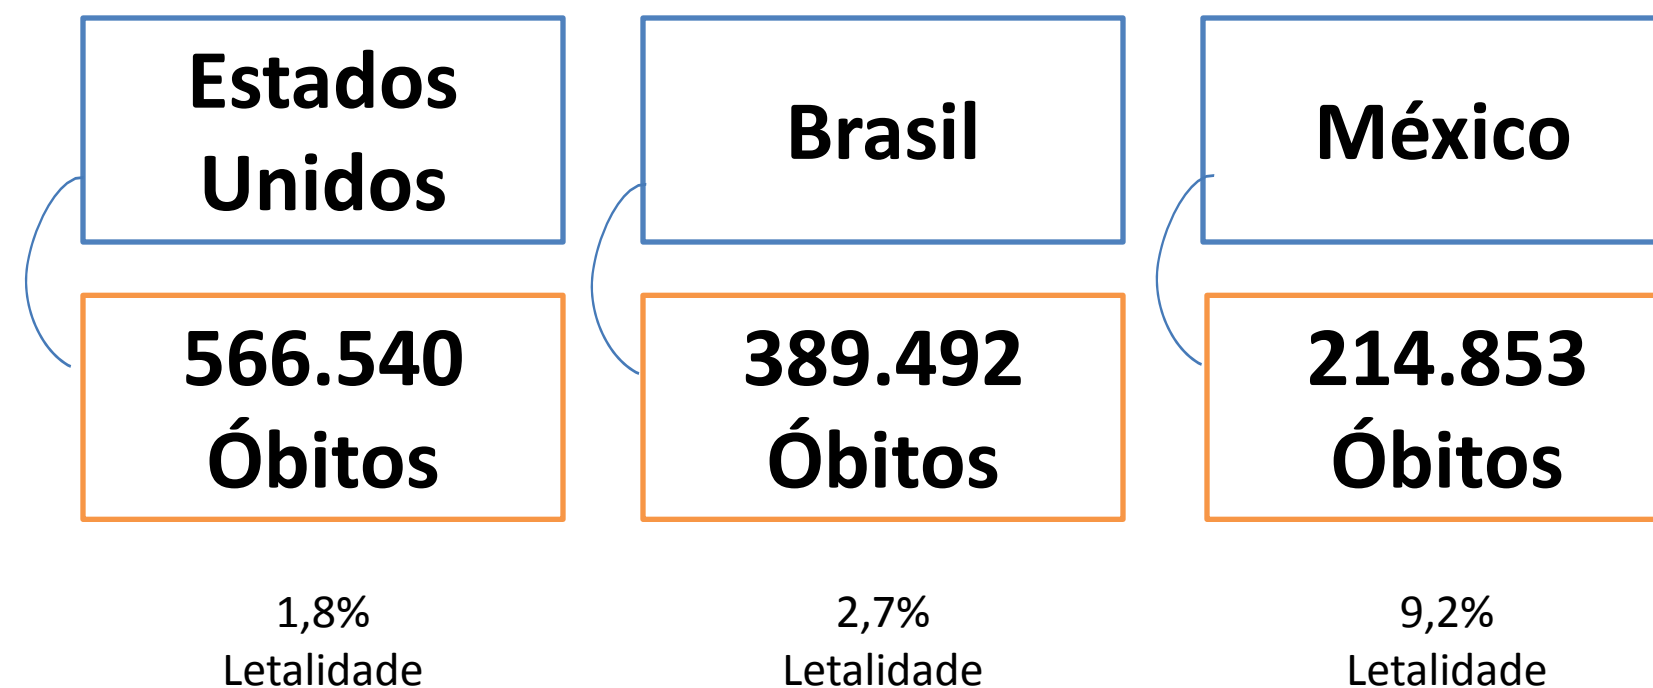 Estados
Unidos
Brasil
México
566.540
Óbitos
389.492
Óbitos
214.853
Óbitos
1,8%
Letalidade
2,7%
Letalidade
9,2%
Letalidade